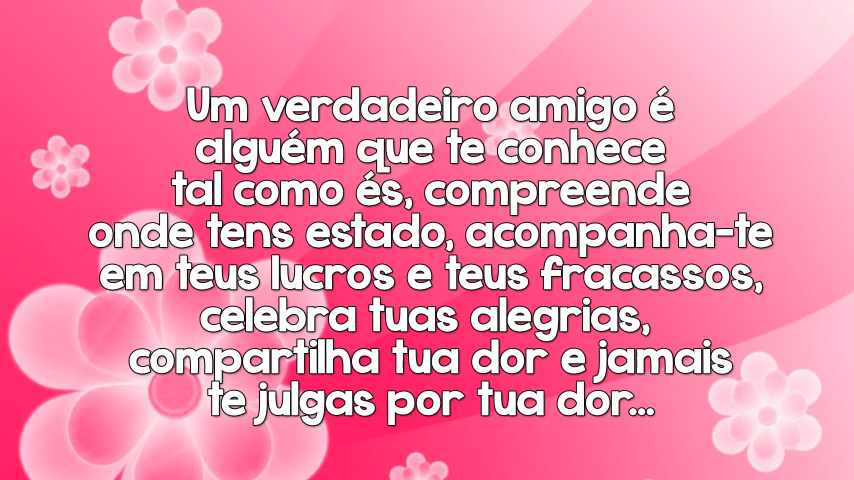 Um verdadeiro amigo é
alguém que te conhece
tal como és, compreende
onde tens estado, acompanha-te
em teus lucros e teus fracassos,
celebra tuas alegrias,
compartilha tua dor e jamais
te julgas por tua dor...